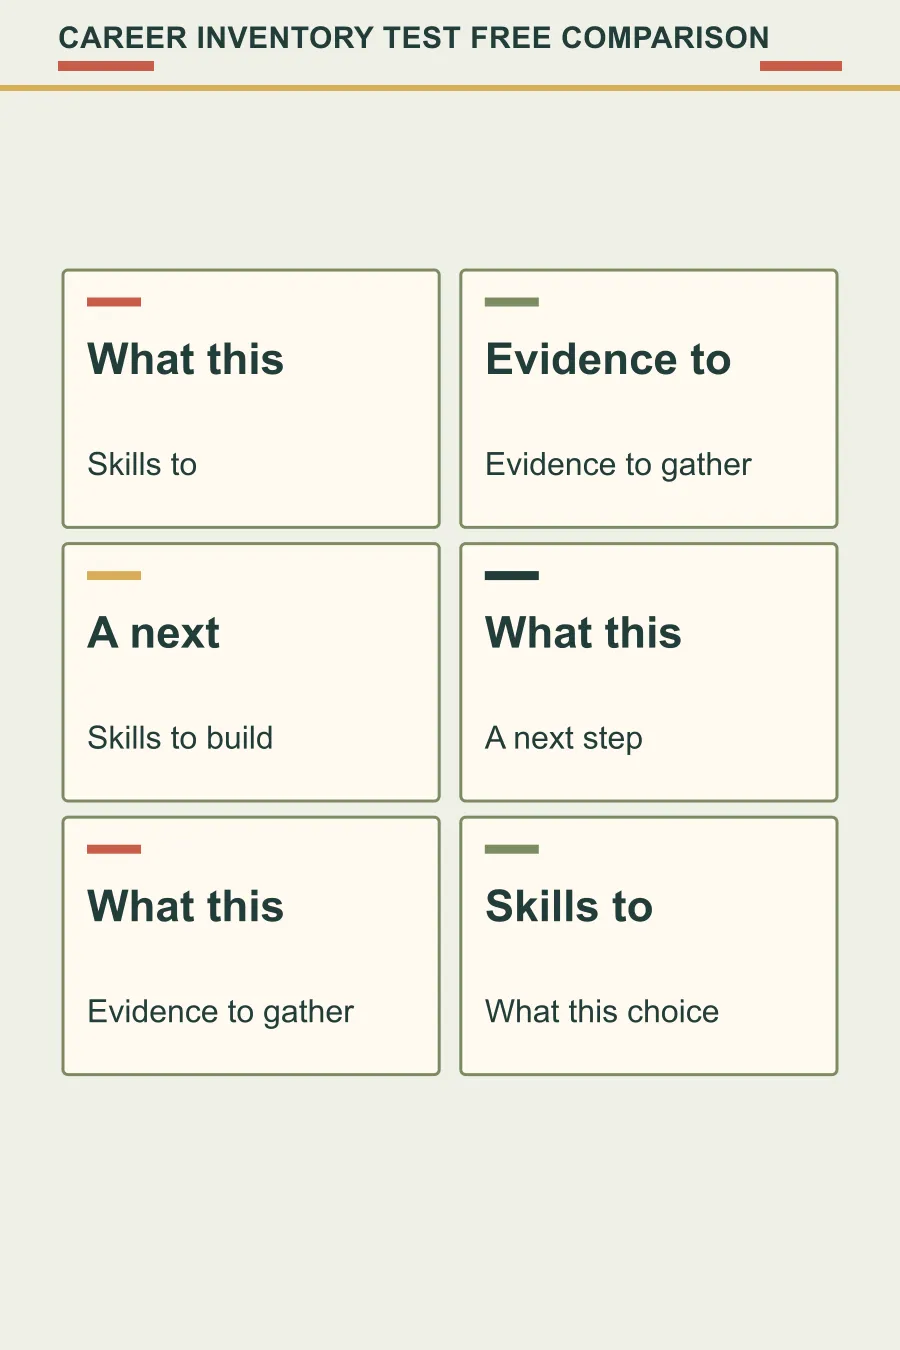 CAREER INVENTORY TEST FREE COMPARISON
What this
Skills to
Evidence to
Evidence to gather
A next
Skills to build
What this
A next step
What this
Evidence to gather
Skills to
What this choice